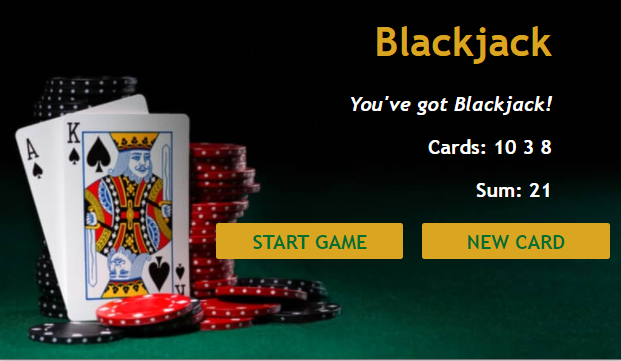 Blackjack
You've got Blackjack!
Cards: 10 3 8
Sum: 21
START GAME
NEW CARD
A
K
K